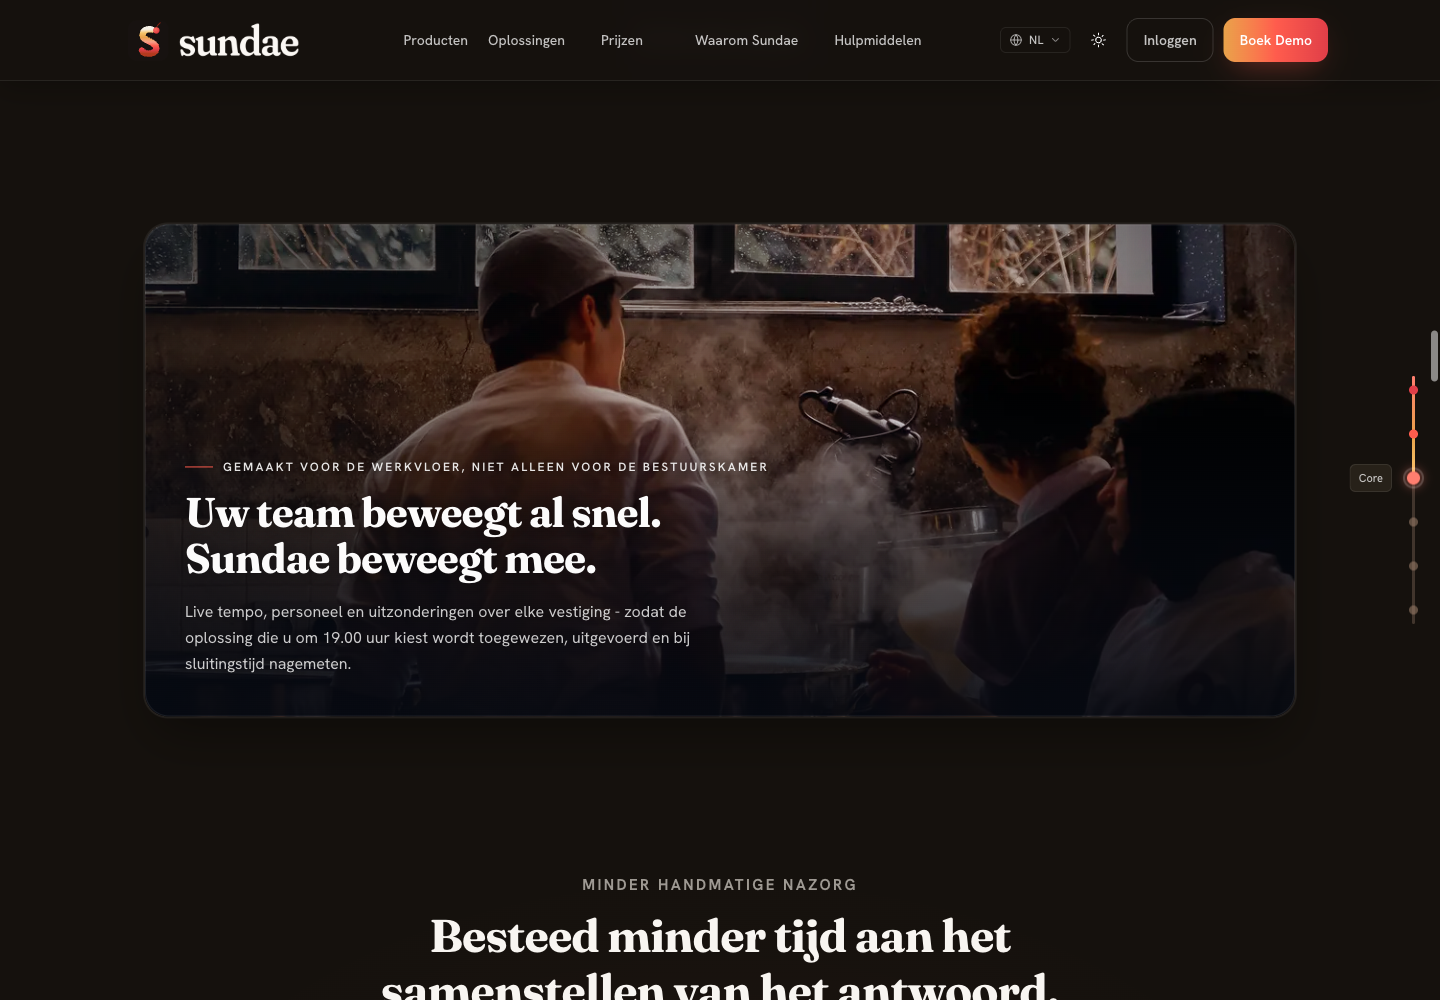 sundae
Producten
Oplossingen
Prijzen
Waarom Sundae
Hulpmiddelen
NL
Inloggen
Boek Demo
GEMAAKT VOOR DE WERKVLOER, NIET ALLEEN VOOR DE BESTUURSKAMER
Uw team beweegt al snel.
Sundae beweegt mee.
Live tempo, personeel en uitzonderingen over elke vestiging - zodat de
oplossing die u om 19.00 uur kiest wordt toegewezen, uitgevoerd en bij
sluitingstijd nagemeten.
Core
MINDER HANDMATIGE NAZORG
Besteed minder tijd aan het
samenstellen van het antwoord.